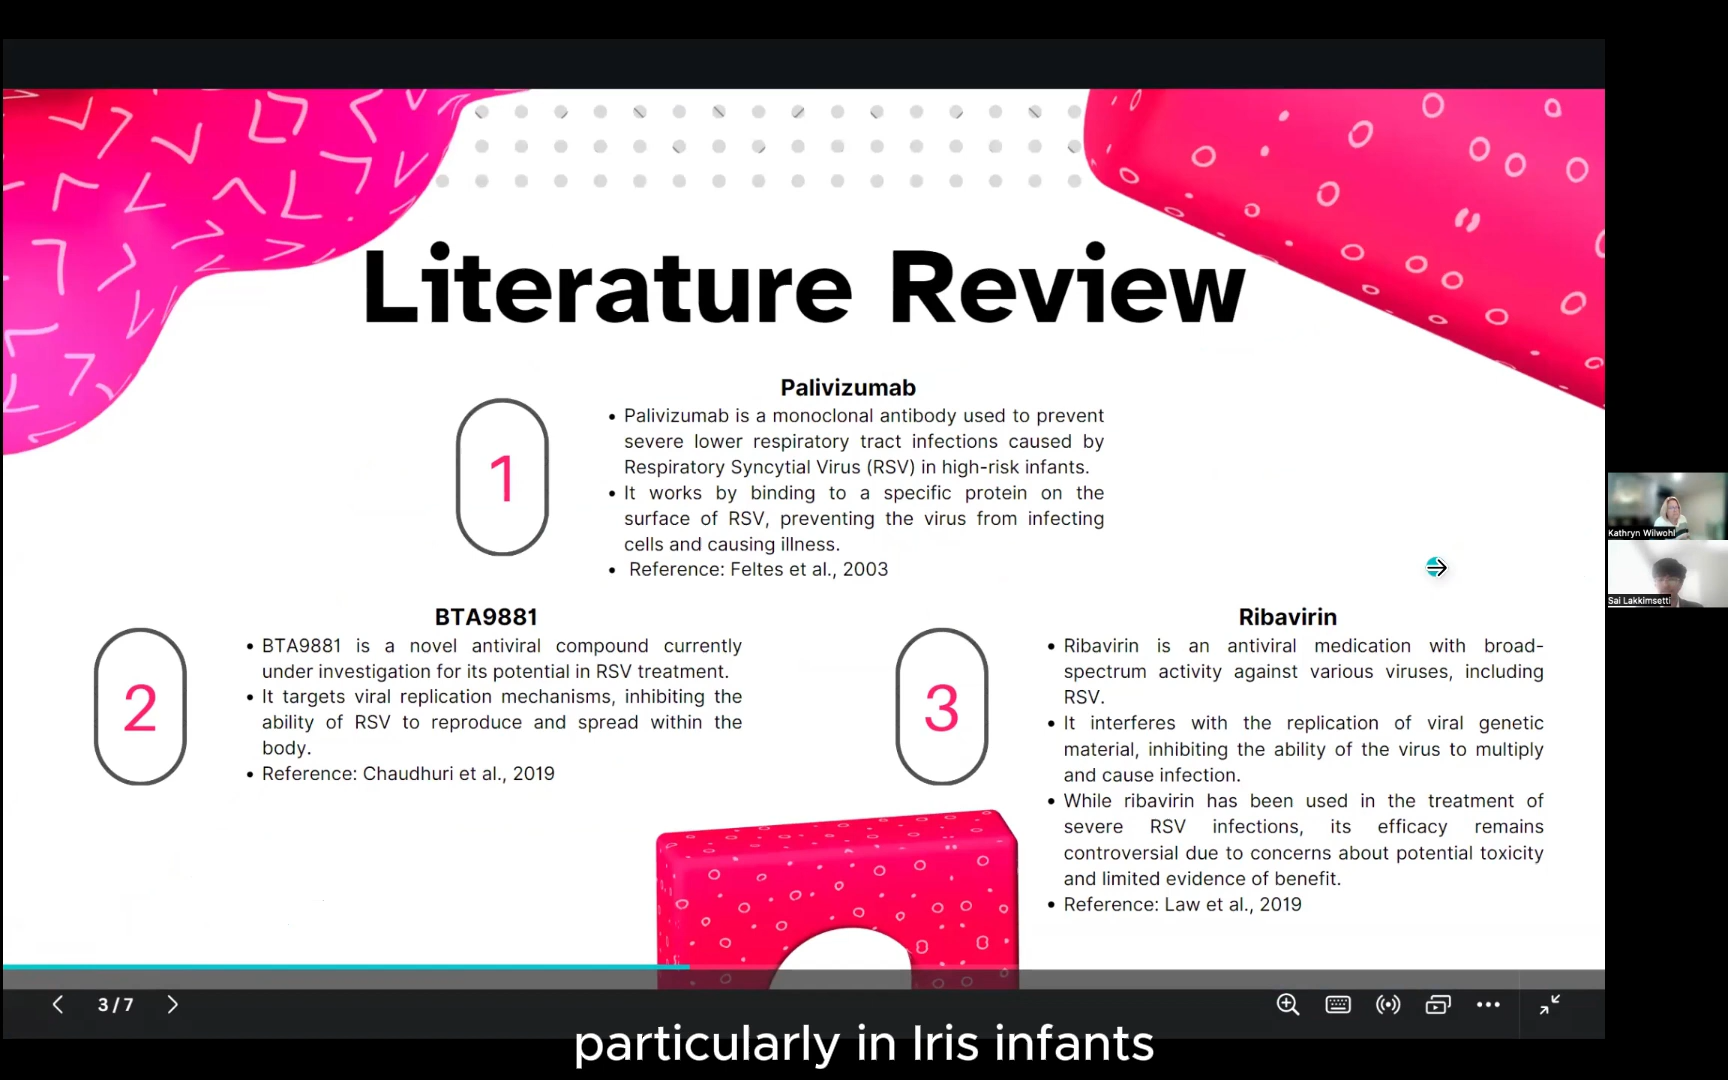 Literature Review
1
Palivizumab
• Palivizumab is a monoclonal antibody used to prevent
severe lower respiratory tract infections caused by
Respiratory Syncytial Virus (RSV) in high-risk infants.
• It works by binding to a specific protein on the
surface of RSV, preventing the virus from infecting
cells and causing illness.
• Reference: Feltes et al., 2003
2
BTA9881
• BTA9881 is a novel antiviral compound currently
under investigation for its potential in RSV treatment.
• It targets viral replication mechanisms, inhibiting the
ability of RSV to reproduce and spread within the
body.
• Reference: Chaudhuri et al., 2019
3
Ribavirin
• Ribavirin is an antiviral medication with broad-
spectrum activity against various viruses, including
RSV.
• It interferes with the replication of viral genetic
material, inhibiting the ability of the virus to multiply
and cause infection.
• While ribavirin has been used in the treatment of
severe RSV infections, its efficacy remains
controversial due to concerns about potential toxicity
and limited evidence of benefit.
• Reference: Law et al., 2019
Kathryn Wilwohl
Sai Lakkimsetti
3 / 7
particularly in Iris infants